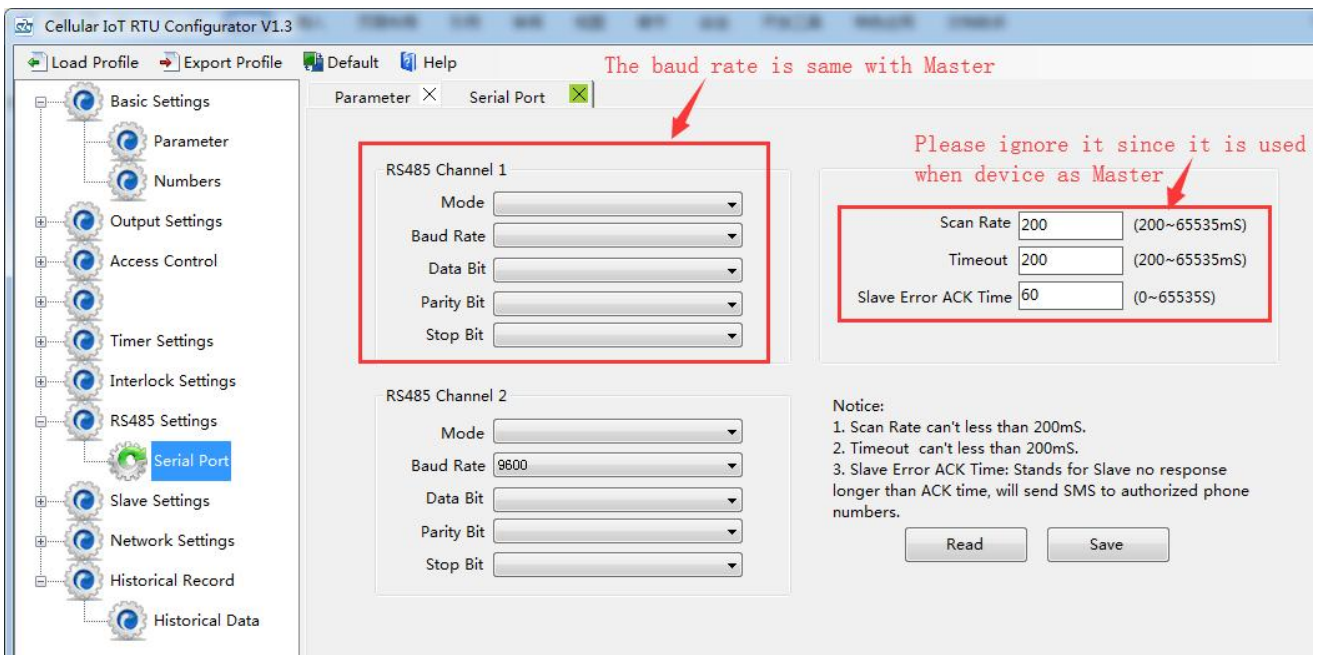 Cellular IoT RTU Configurator V1.3
Load Profile Export Profile Default Help
The baud rate is same with Master
Parameter Serial Port
Basic Settings
Parameter
Numbers
Output Settings
Access Control
Timer Settings
Interlock Settings
RS485 Settings
Serial Port
Slave Settings
Network Settings
Historical Record
Historical Data
RS485 Channel 1
Mode
Baud Rate
Data Bit
Parity Bit
Stop Bit
RS485 Channel 2
Mode
Baud Rate 9600
Data Bit
Parity Bit
Stop Bit
Please ignore it since it is used
when device as Master
Scan Rate 200 (200~65535mS)
Timeout 200 (200~65535mS)
Slave Error ACK Time 60 (0~65535S)
Notice:
1. Scan Rate can't less than 200mS.
2. Timeout can't less than 200mS.
3. Slave Error ACK Time: Stands for Slave no response
longer than ACK time, will send SMS to authorized phone
numbers.
Read Save